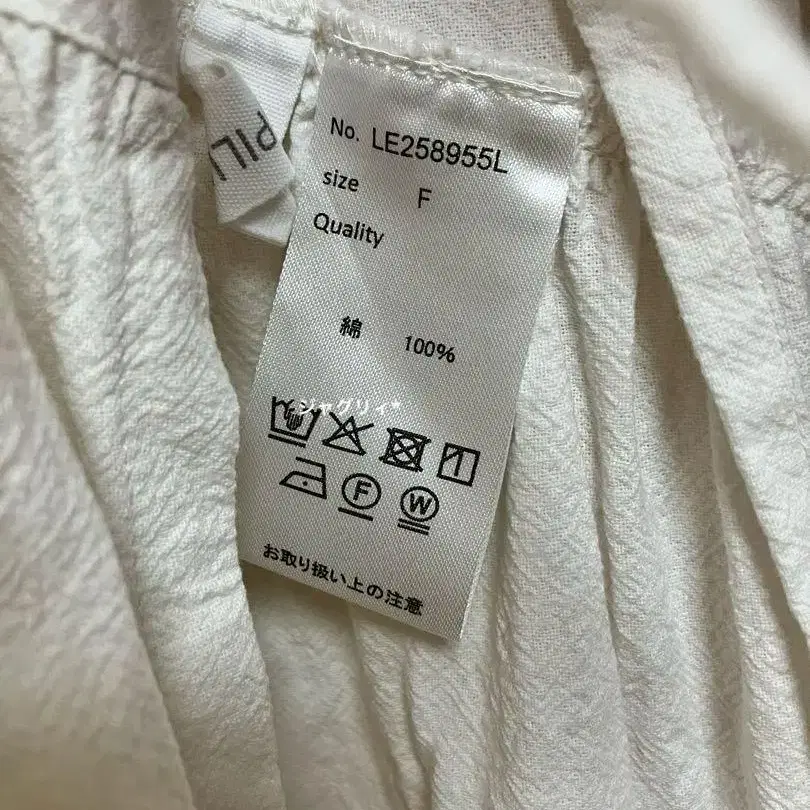 PIL
No. LE258955L
size F
Quality
綿 100%
ジャグリィ*
F W
お取り扱い上の注意